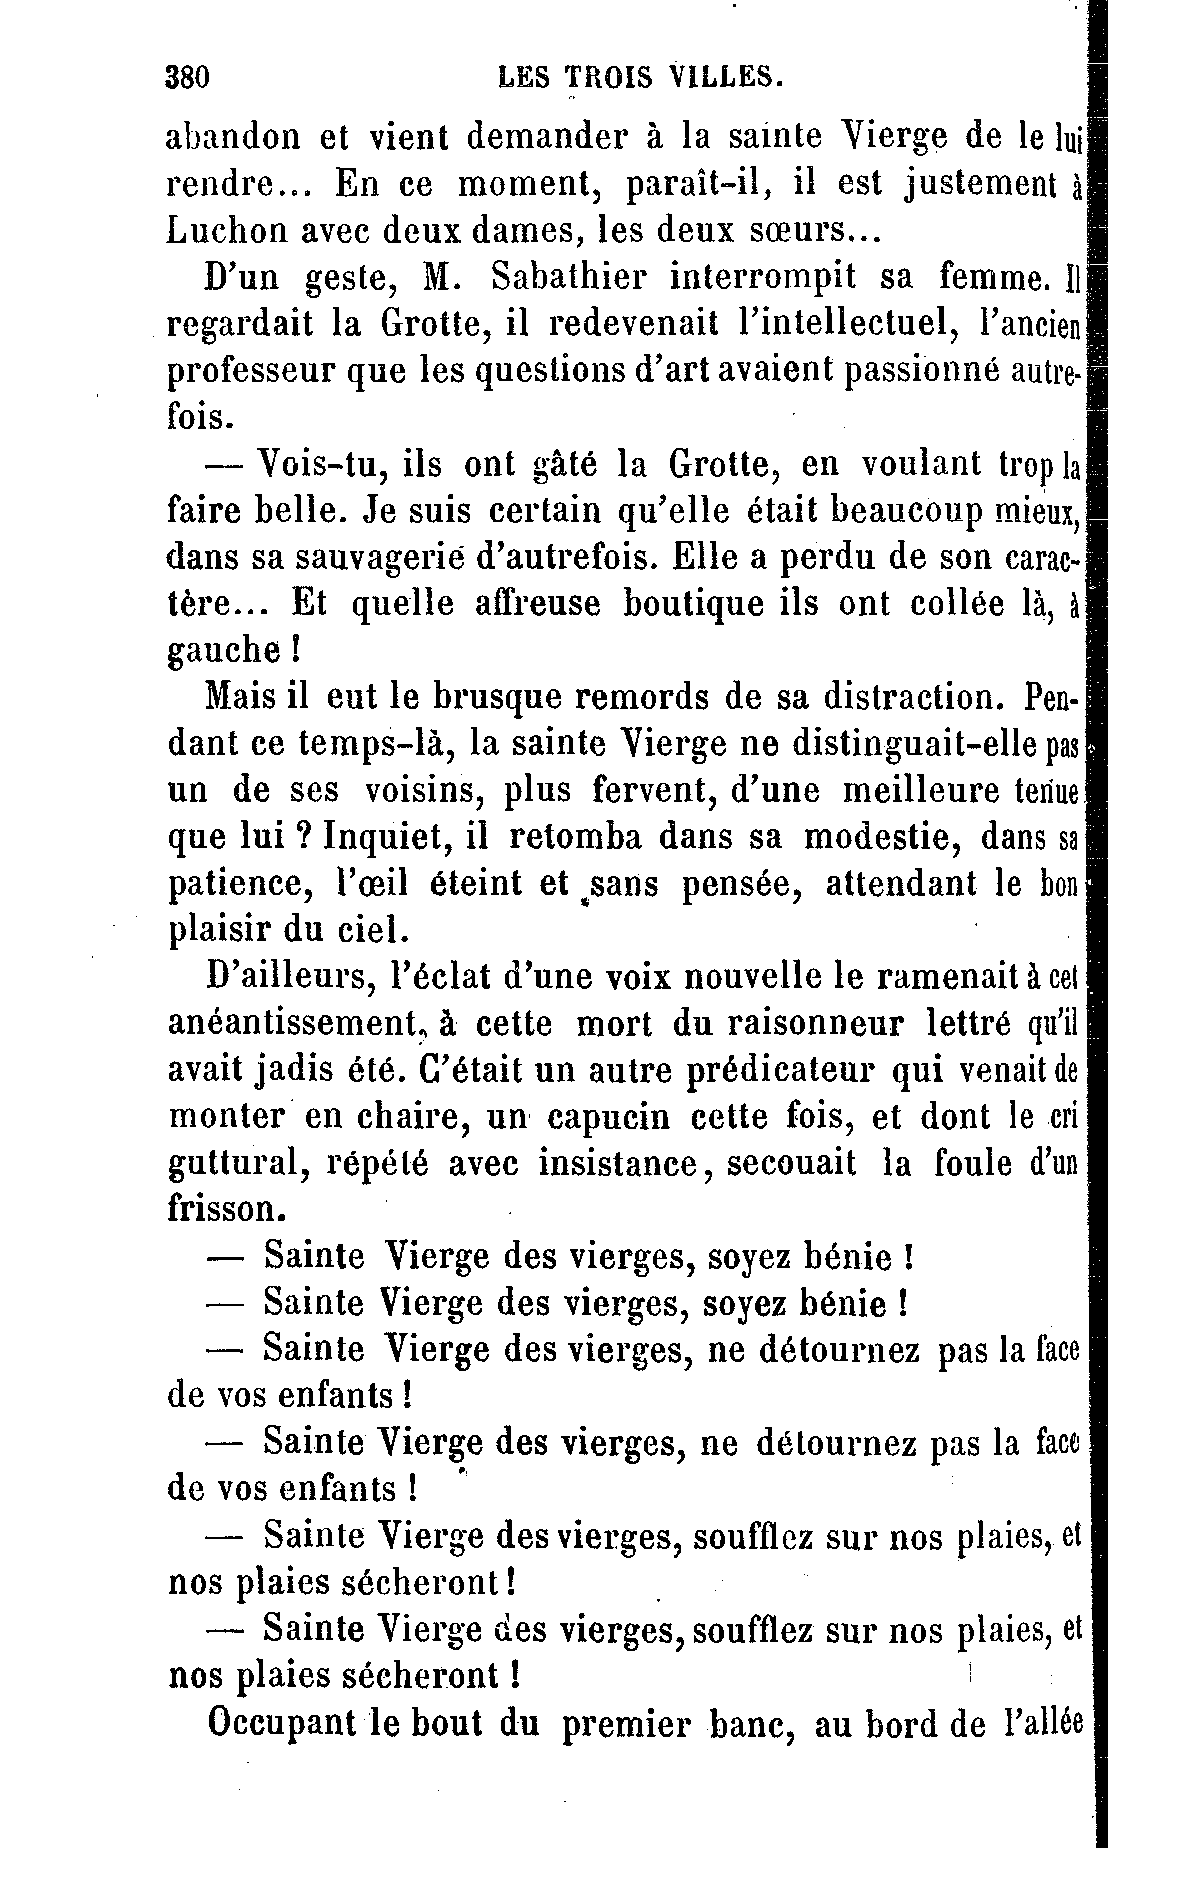 380 LES TROIS VILLES.
abandon et vient demander à la sainte Vierge de le lui
rendre... En ce moment, paraît-il, il est justement à
Luchon avec deux dames, les deux sœurs...
D'un geste, M. Sabathier interrompit sa femme. Il
regardait la Grotte, il redevenait l'intellectuel, l'ancien
professeur que les questions d'art avaient passionné autre-
fois.
— Vois-tu, ils ont gâté la Grotte, en voulant trop la
faire belle. Je suis certain qu'elle était beaucoup mieux,
dans sa sauvagerie d'autrefois. Elle a perdu de son carac-
tère... Et quelle affreuse boutique ils ont collée là, à
gauche !
Mais il eut le brusque remords de sa distraction. Pen-
dant ce temps-là, la sainte Vierge ne distinguait-elle pas
un de ses voisins, plus fervent, d'une meilleure tenue
que lui ? Inquiet, il retomba dans sa modestie, dans sa
patience, l'œil éteint et sans pensée, attendant le bon
plaisir du ciel.
D'ailleurs, l'éclat d'une voix nouvelle le ramenait à cet
anéantissement, à cette mort du raisonneur lettré qu'il
avait jadis été. C'était un autre prédicateur qui venait de
monter en chaire, un capucin cette fois, et dont le cri
guttural, répété avec insistance, secouait la foule d'un
frisson.
— Sainte Vierge des vierges, soyez bénie !
— Sainte Vierge des vierges, soyez bénie !
— Sainte Vierge des vierges, ne détournez pas la face
de vos enfants !
— Sainte Vierge des vierges, ne détournez pas la face
de vos enfants !
— Sainte Vierge des vierges, soufflez sur nos plaies, et
nos plaies sécheront !
— Sainte Vierge des vierges, soufflez sur nos plaies, et
nos plaies sécheront !
Occupant le bout du premier banc, au bord de l'allée